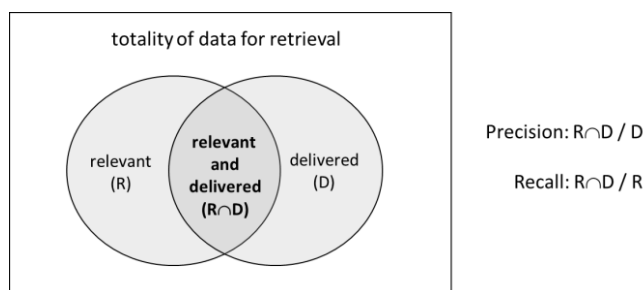 totality of data for retrieval
relevant
(R)
relevant
and
delivered
(R∩D)
delivered
(D)
Precision: R∩D / D
Recall: R∩D / R